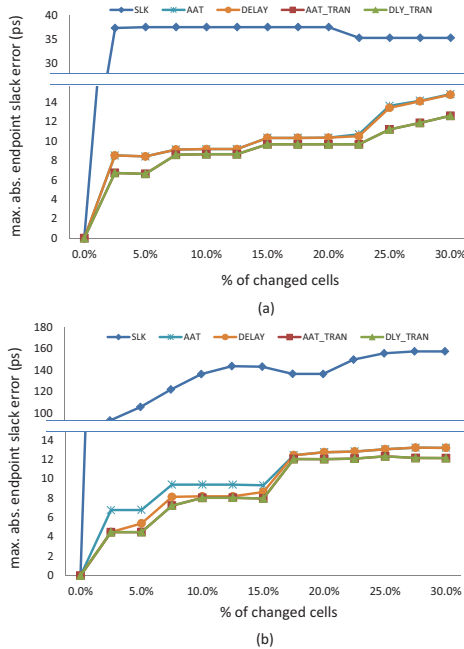 40
35
30
14
12
10
8
6
4
2
0
max. abs. endpoint slack error (ps)
SLK AAT DELAY AAT_TRAN DLY_TRAN
0.0% 5.0% 10.0% 15.0% 20.0% 25.0% 30.0%
% of changed cells
(a)
180
160
140
120
100
14
12
10
8
6
4
2
0
max. abs. endpoint slack error (ps)
SLK AAT DELAY AAT_TRAN DLY_TRAN
0.0% 5.0% 10.0% 15.0% 20.0% 25.0% 30.0%
% of changed cells
(b)